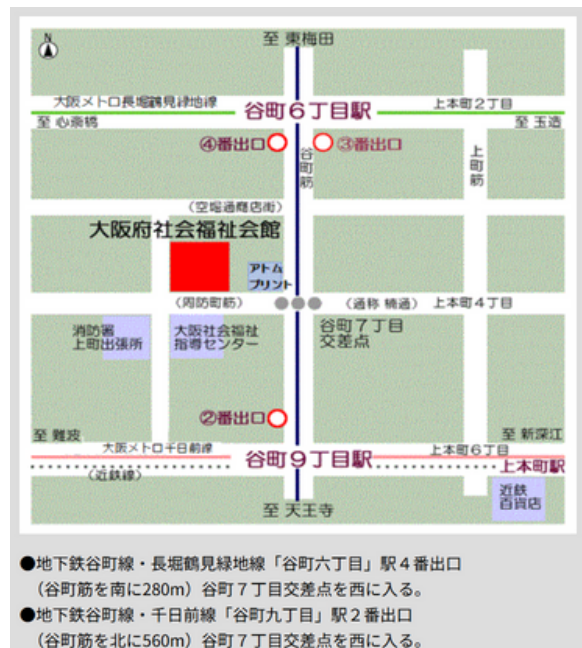 N
至 東梅田
大阪メトロ長堀鶴見緑地線
谷町6丁目駅
上本町2丁目
至 心斎橋
至 玉造
④番出口
③番出口
谷町筋
上町筋
(空堀通商店街)
大阪府社会福祉会館
アトム
プリント
(周防町筋)
(通称 楠通)
上本町4丁目
消防署
上町出張所
大阪社会福祉
指導センター
谷町7丁目
交差点
②番出口
至 難波
至 新深江
大阪メトロ千日前線
谷町9丁目駅
上本町6丁目
(近鉄線)
上本町駅
至 天王寺
近鉄
百貨店
●地下鉄谷町線・長堀鶴見緑地線「谷町六丁目」駅4番出口
(谷町筋を南に280m)谷町7丁目交差点を西に入る。
●地下鉄谷町線・千日前線「谷町九丁目」駅2番出口
(谷町筋を北に560m)谷町7丁目交差点を西に入る。